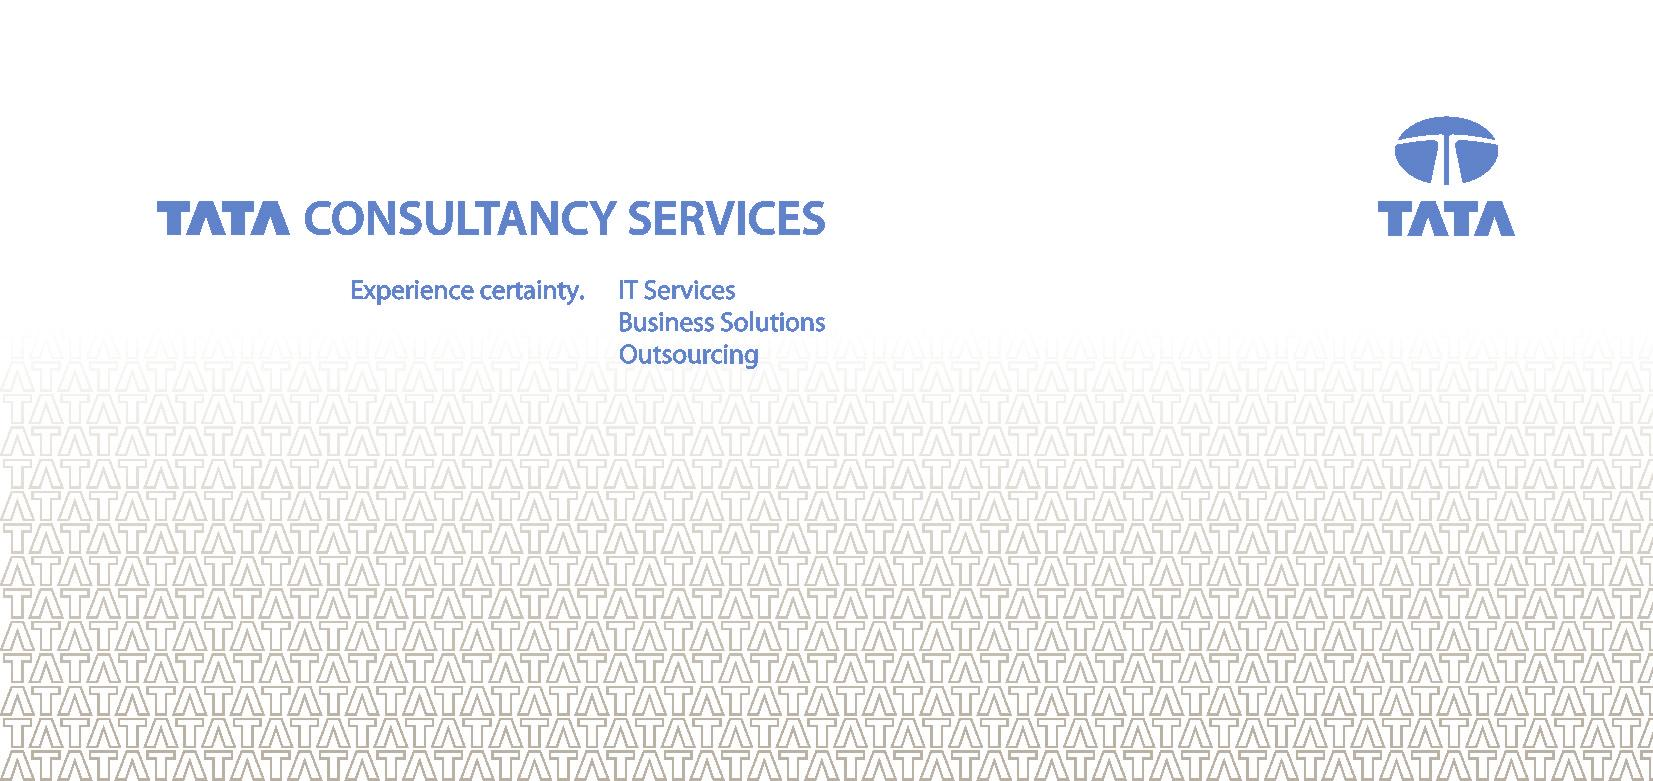 TATA CONSULTANCY SERVICES
TATA
Experience certainty.
IT Services
Business Solutions
Outsourcing